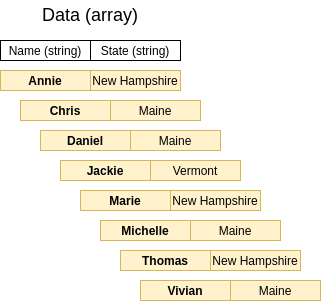 Data (array)
Name (string) State (string)
Annie New Hampshire
Chris Maine
Daniel Maine
Jackie Vermont
Marie New Hampshire
Michelle Maine
Thomas New Hampshire
Vivian Maine